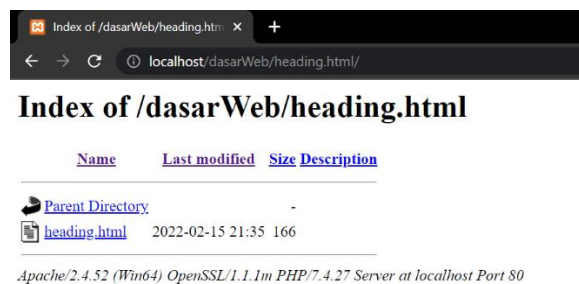 Index of /dasarWeb/heading.htm
localhost/dasarWeb/heading.html/
Index of /dasarWeb/heading.html
Name Last modified Size Description
Parent Directory -
heading.html 2022-02-15 21:35 166
Apache/2.4.52 (Win64) OpenSSL/1.1.1m PHP/7.4.27 Server at localhost Port 80